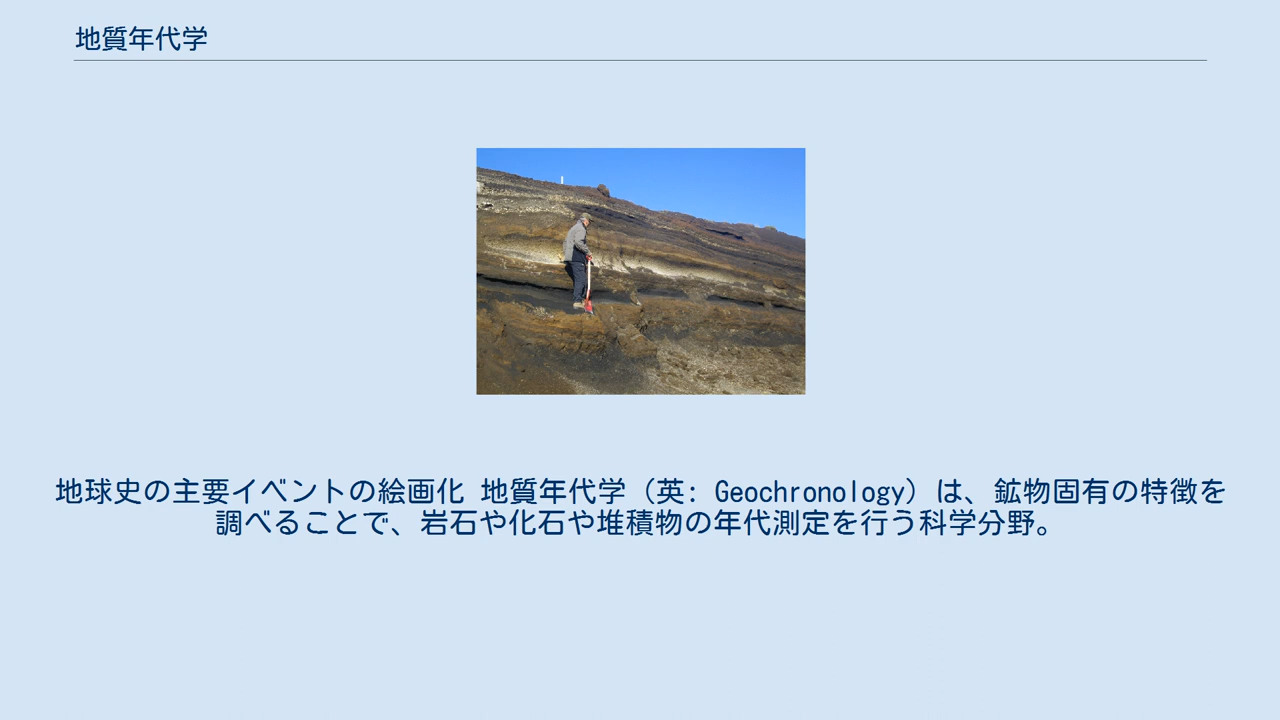 地質年代学
地球史の主要イベントの絵画化 地質年代学（英: Geochronology）は、鉱物固有の特徴を
調べることで、岩石や化石や堆積物の年代測定を行う科学分野。